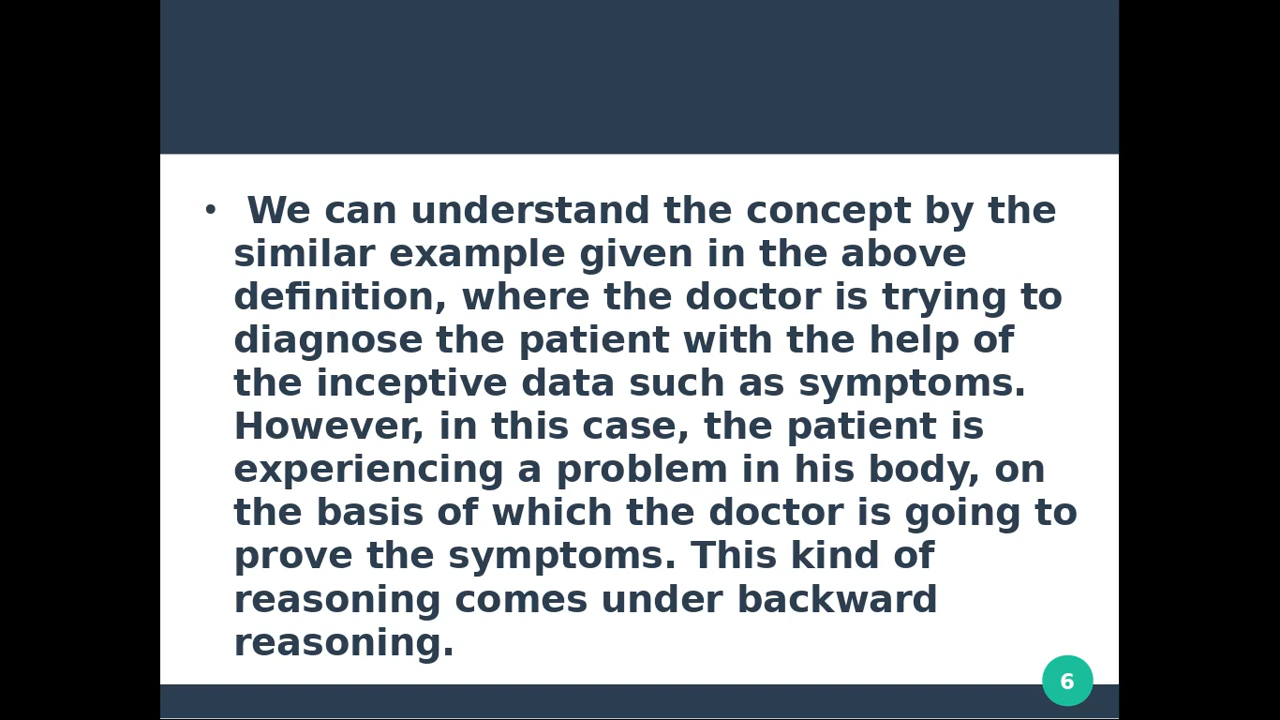 • We can understand the concept by the
similar example given in the above
definition, where the doctor is trying to
diagnose the patient with the help of
the inceptive data such as symptoms.
However, in this case, the patient is
experiencing a problem in his body, on
the basis of which the doctor is going to
prove the symptoms. This kind of
reasoning comes under backward
reasoning.
6